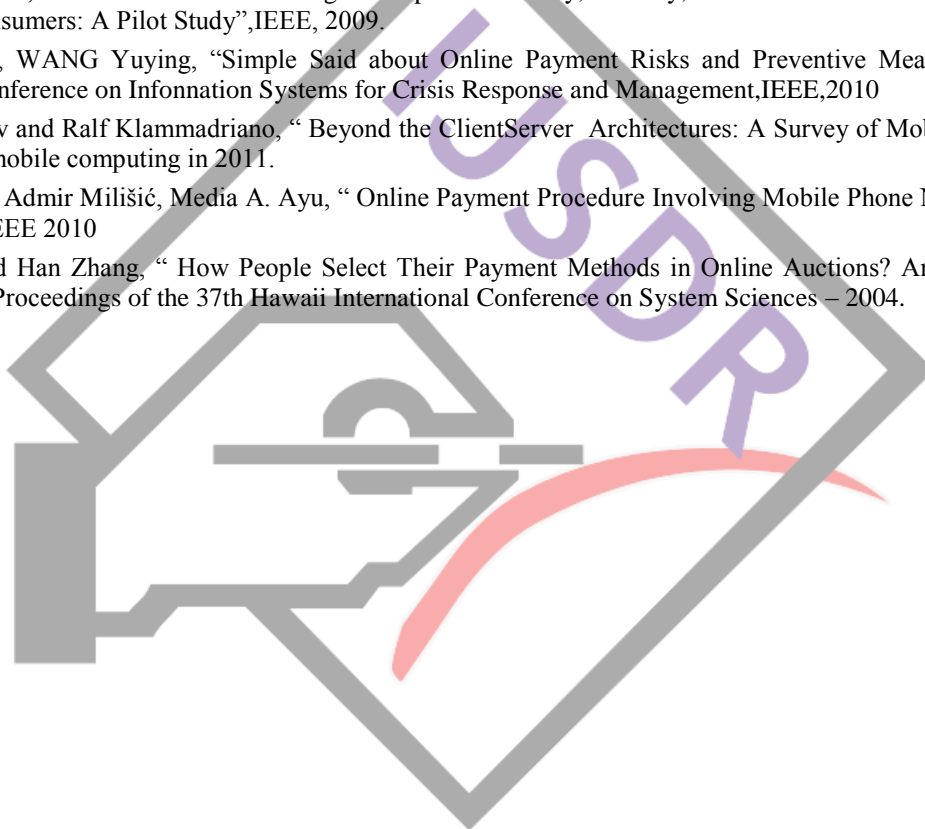 sumers: A Pilot Study”,IEEE, 2009.
, WANG Yuying, “Simple Said about Online Payment Risks and Preventive Mea
nference on Infonnation Systems for Crisis Response and Management,IEEE,2010
v and Ralf Klammadriano, “ Beyond the ClientServer Architectures: A Survey of Mob
mobile computing in 2011.
Admir Milišić, Media A. Ayu, “ Online Payment Procedure Involving Mobile Phone N
EEE 2010
d Han Zhang, “ How People Select Their Payment Methods in Online Auctions? An
Proceedings of the 37th Hawaii International Conference on System Sciences – 2004.
IJSDR